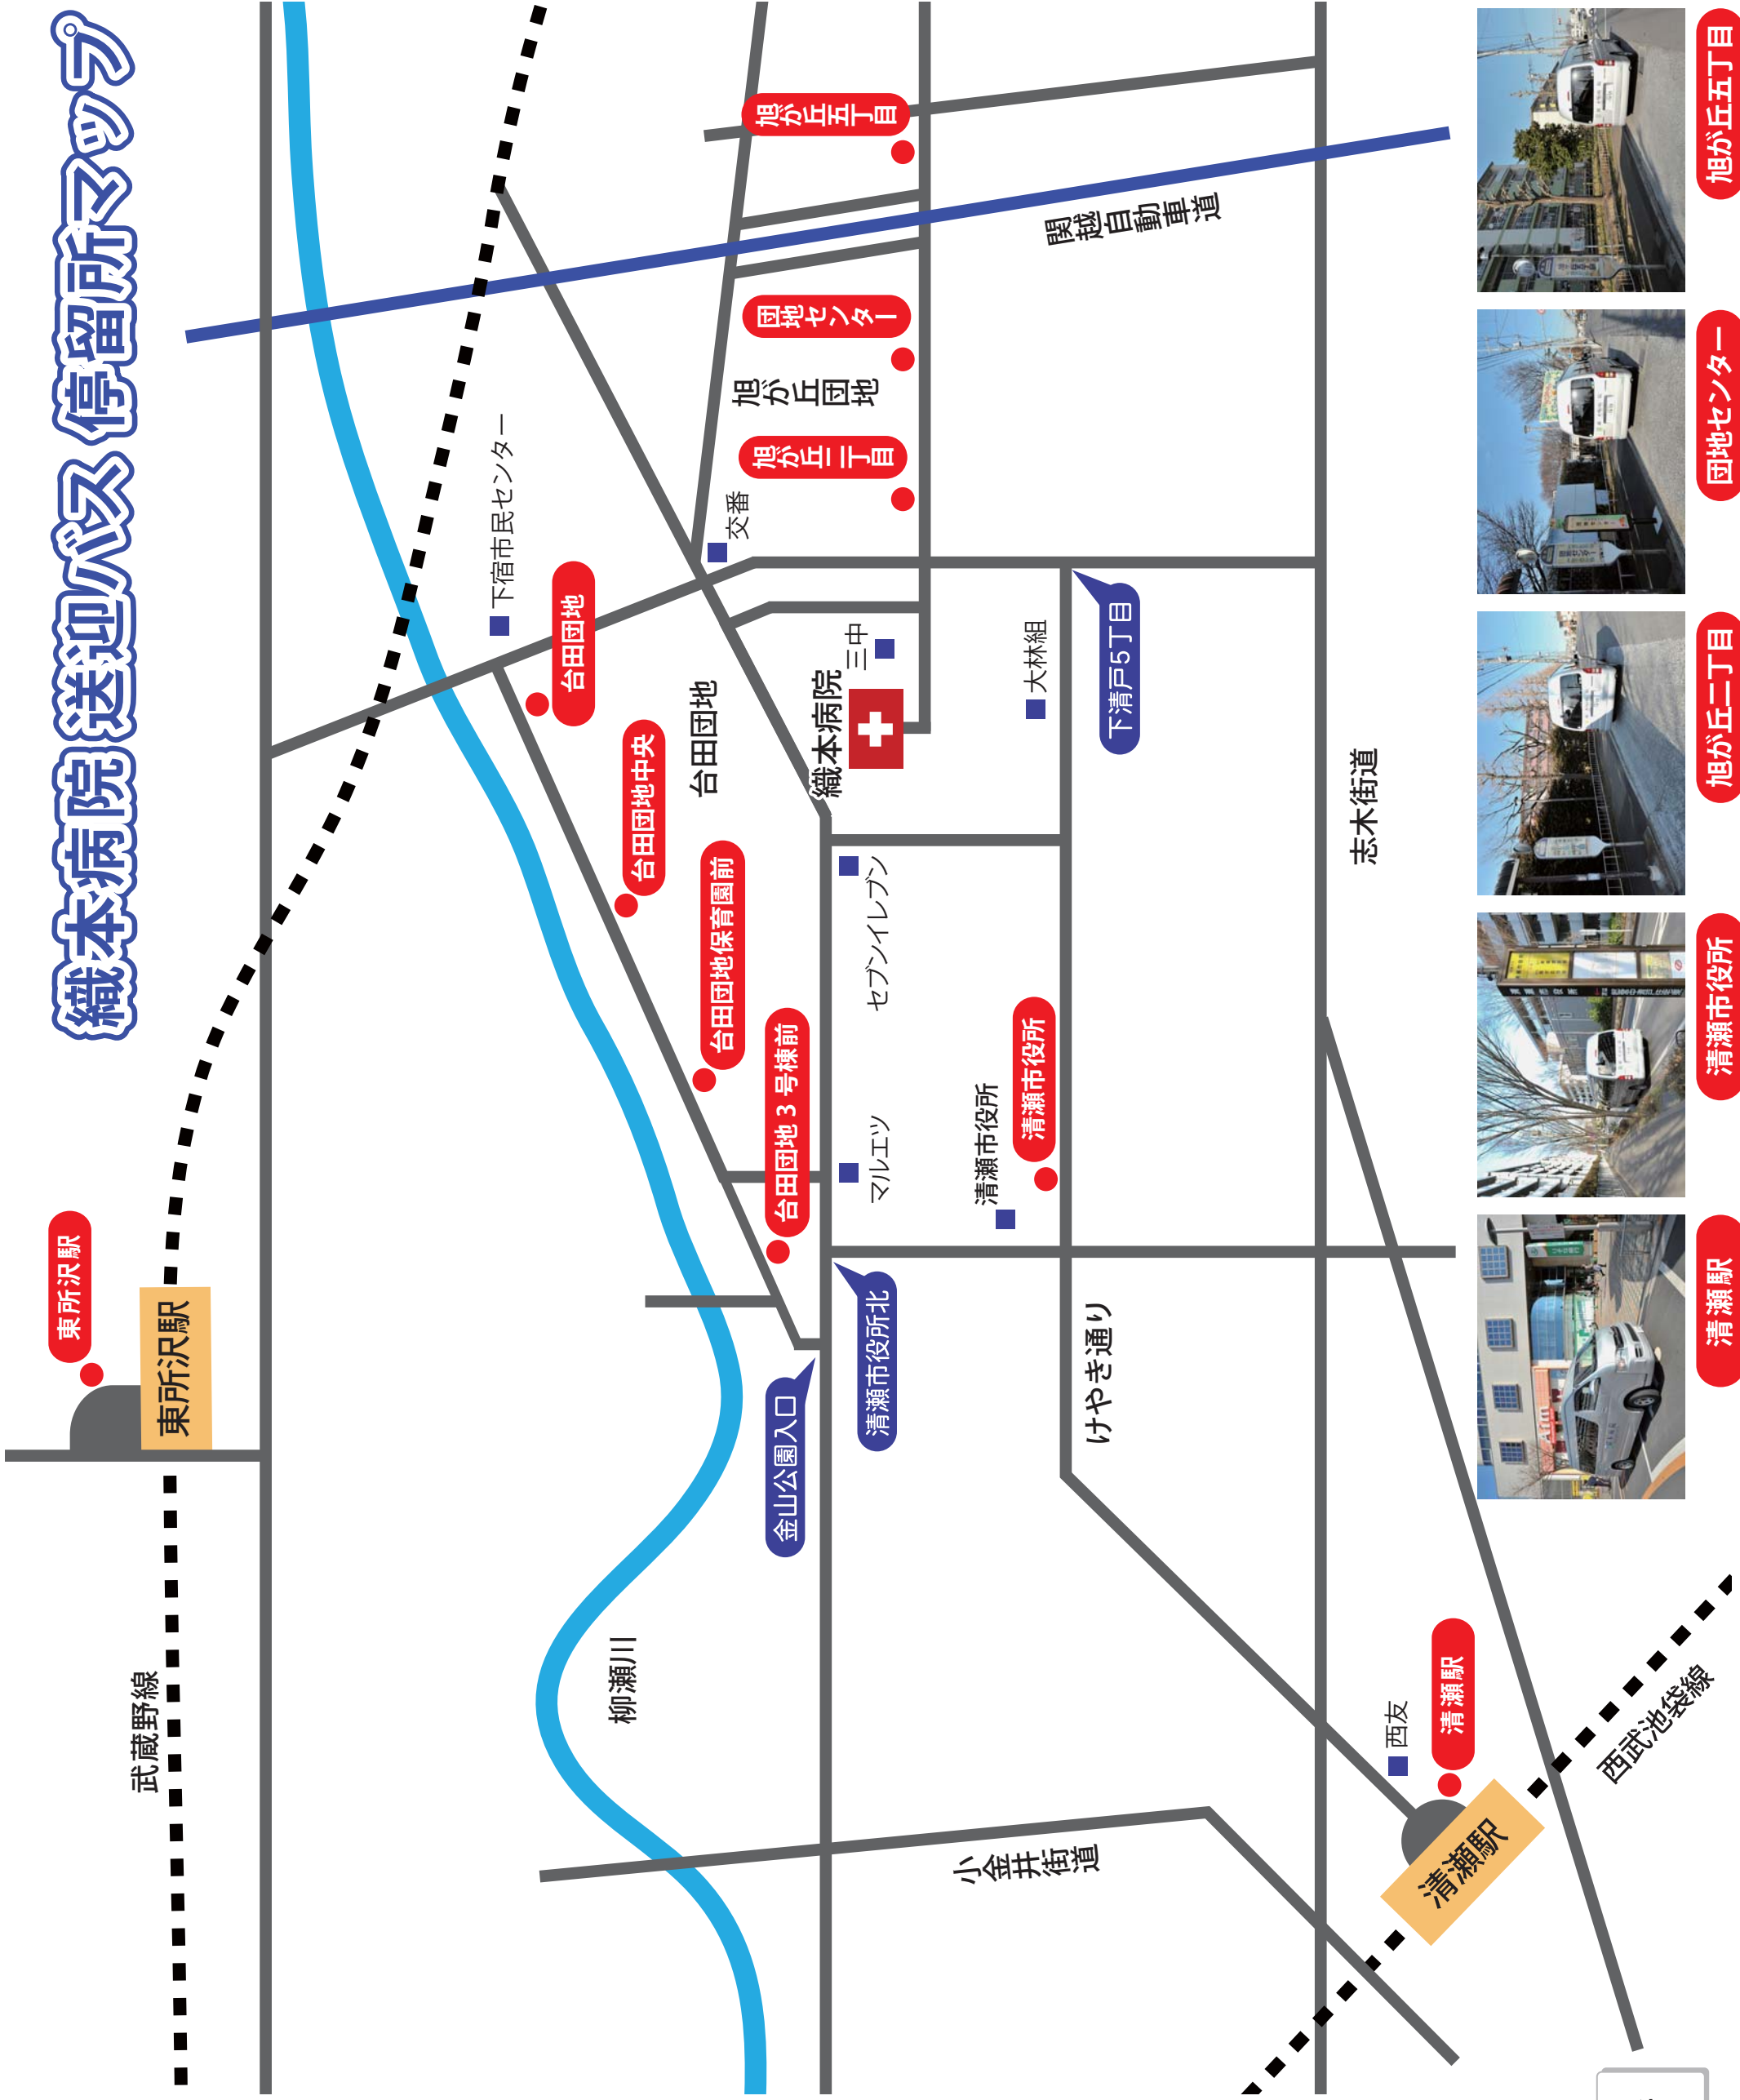 織本病院 送迎バス 停留所マップ
東所沢駅
東所沢駅
武蔵野線
柳瀬川
下宿市民センター
台田団地
台田団地中央
台田団地保育園前
台田団地3号棟前
台田団地
金山公園入口
清瀬市役所北
マルエツ
セブンイレブン
織本病院
三中
交番
旭が丘二丁目
旭が丘団地
団地センター
旭が丘五丁目
関越自動車道
大林組
下清戸5丁目
清瀬市役所
清瀬市役所
けやき通り
志木街道
小金井街道
西友
清瀬駅
清瀬駅
西武池袋線
清瀬駅
清瀬市役所
旭が丘二丁目
団地センター
旭が丘五丁目